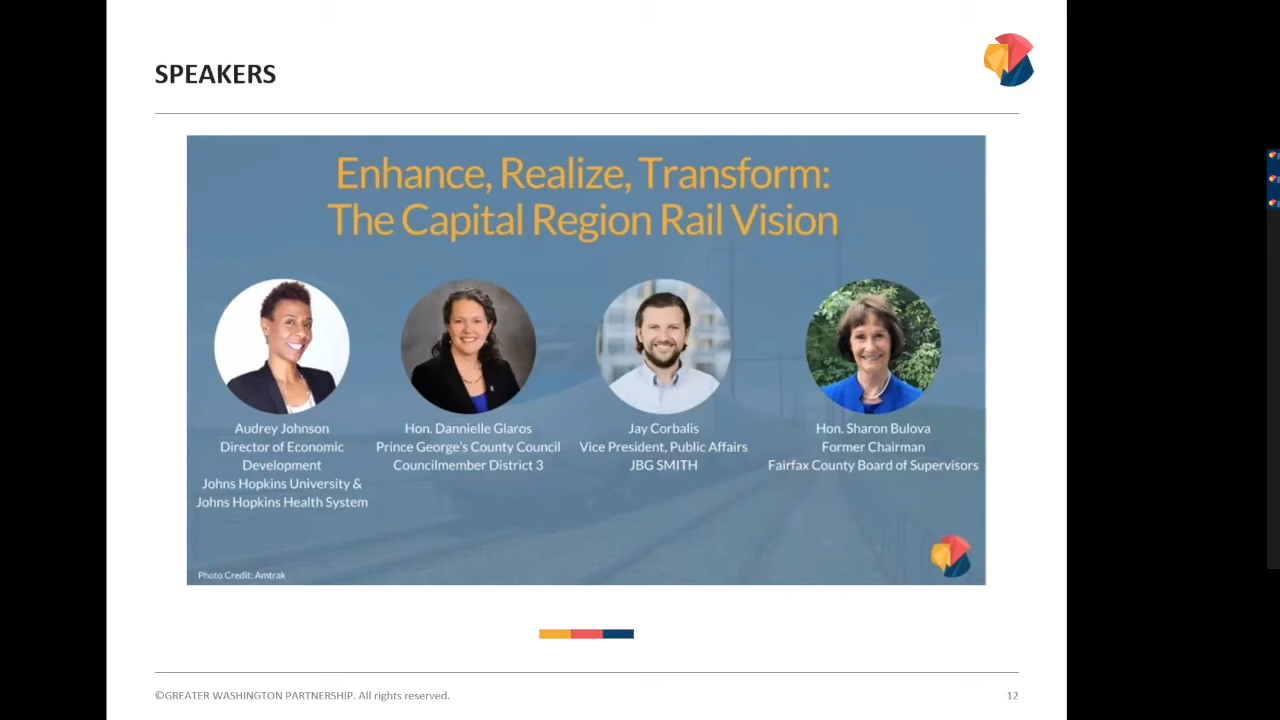 SPEAKERS
Enhance, Realize, Transform:
The Capital Region Rail Vision
Audrey Johnson
Director of Economic
Development
Johns Hopkins University &
Johns Hopkins Health System
Hon. Dannielle Glaros
Prince George's County Council
Councilmember District 3
Jay Corbalis
Vice President, Public Affairs
JBG SMITH
Hon. Sharon Bulova
Former Chairman
Fairfax County Board of Supervisors
Photo Credit: Amtrak
©GREATER WASHINGTON PARTNERSHIP. All rights reserved.
12